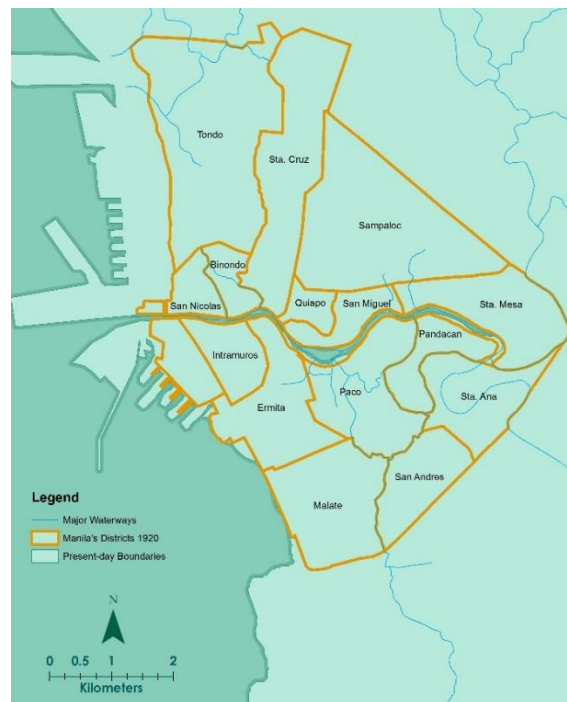 Tondo
Sta. Cruz
Sampaloc
Binondo
San Nicolas
Quiapo
San Miguel
Sta. Mesa
Pandacan
Intramuros
Paco
Sta. Ana
Ermita
San Andres
Malate
Legend
Major Waterways
Manila's Districts 1920
Present-day Boundaries
N
0 0.5 1 2
Kilometers